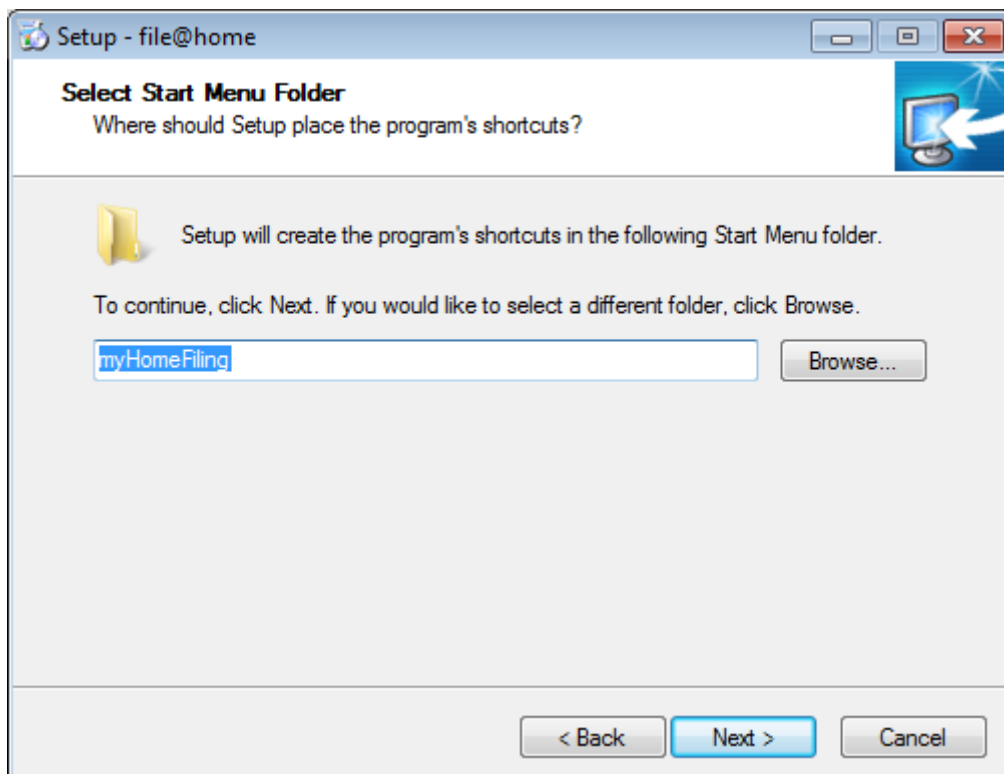 Setup - file@home
Select Start Menu Folder
Where should Setup place the program's shortcuts?
Setup will create the program's shortcuts in the following Start Menu folder.
To continue, click Next. If you would like to select a different folder, click Browse.
myHomeFiling
Browse...
< Back
Next >
Cancel